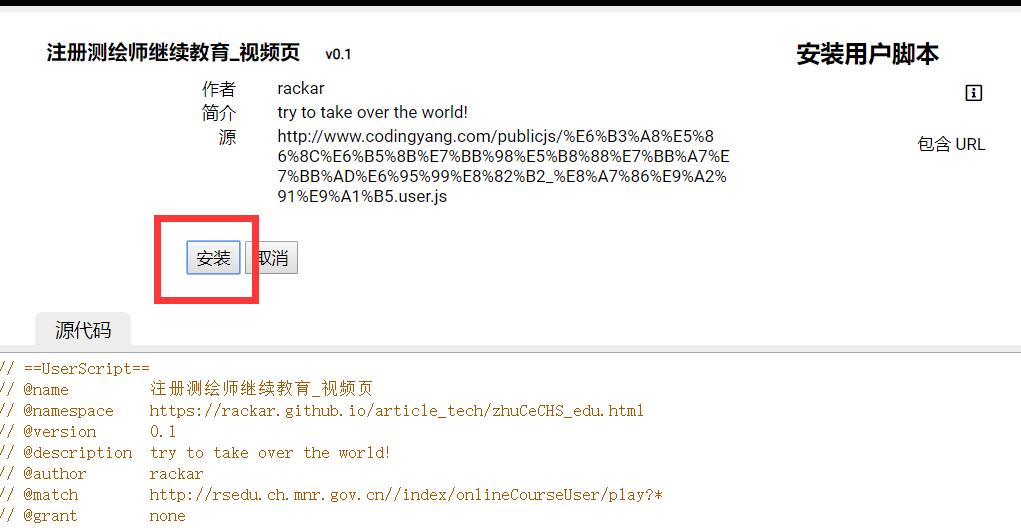 注册测绘师继续教育_视频页 v0.1
安装用户脚本
作者 rackar
简介 try to take over the world!
源 http://www.codingyang.com/publicjs/%E6%B3%A8%E5%8
6%8C%E6%B5%8B%E7%BB%98%E5%B8%88%E7%BB%A7%E7
%BB%AD%E6%95%99%E8%82%B2_%E8%A7%86%E9%A2%
91%E9%A1%B5.user.js
包含 URL
安装 取消
源代码
// ==UserScript==
// @name 注册测绘师继续教育_视频页
// @namespace https://rackar.github.io/article_tech/zhuCeCHS_edu.html
// @version 0.1
// @description try to take over the world!
// @author rackar
// @match http://rsedu.ch.mnr.gov.cn//index/onlineCourseUser/play?*
// @grant none